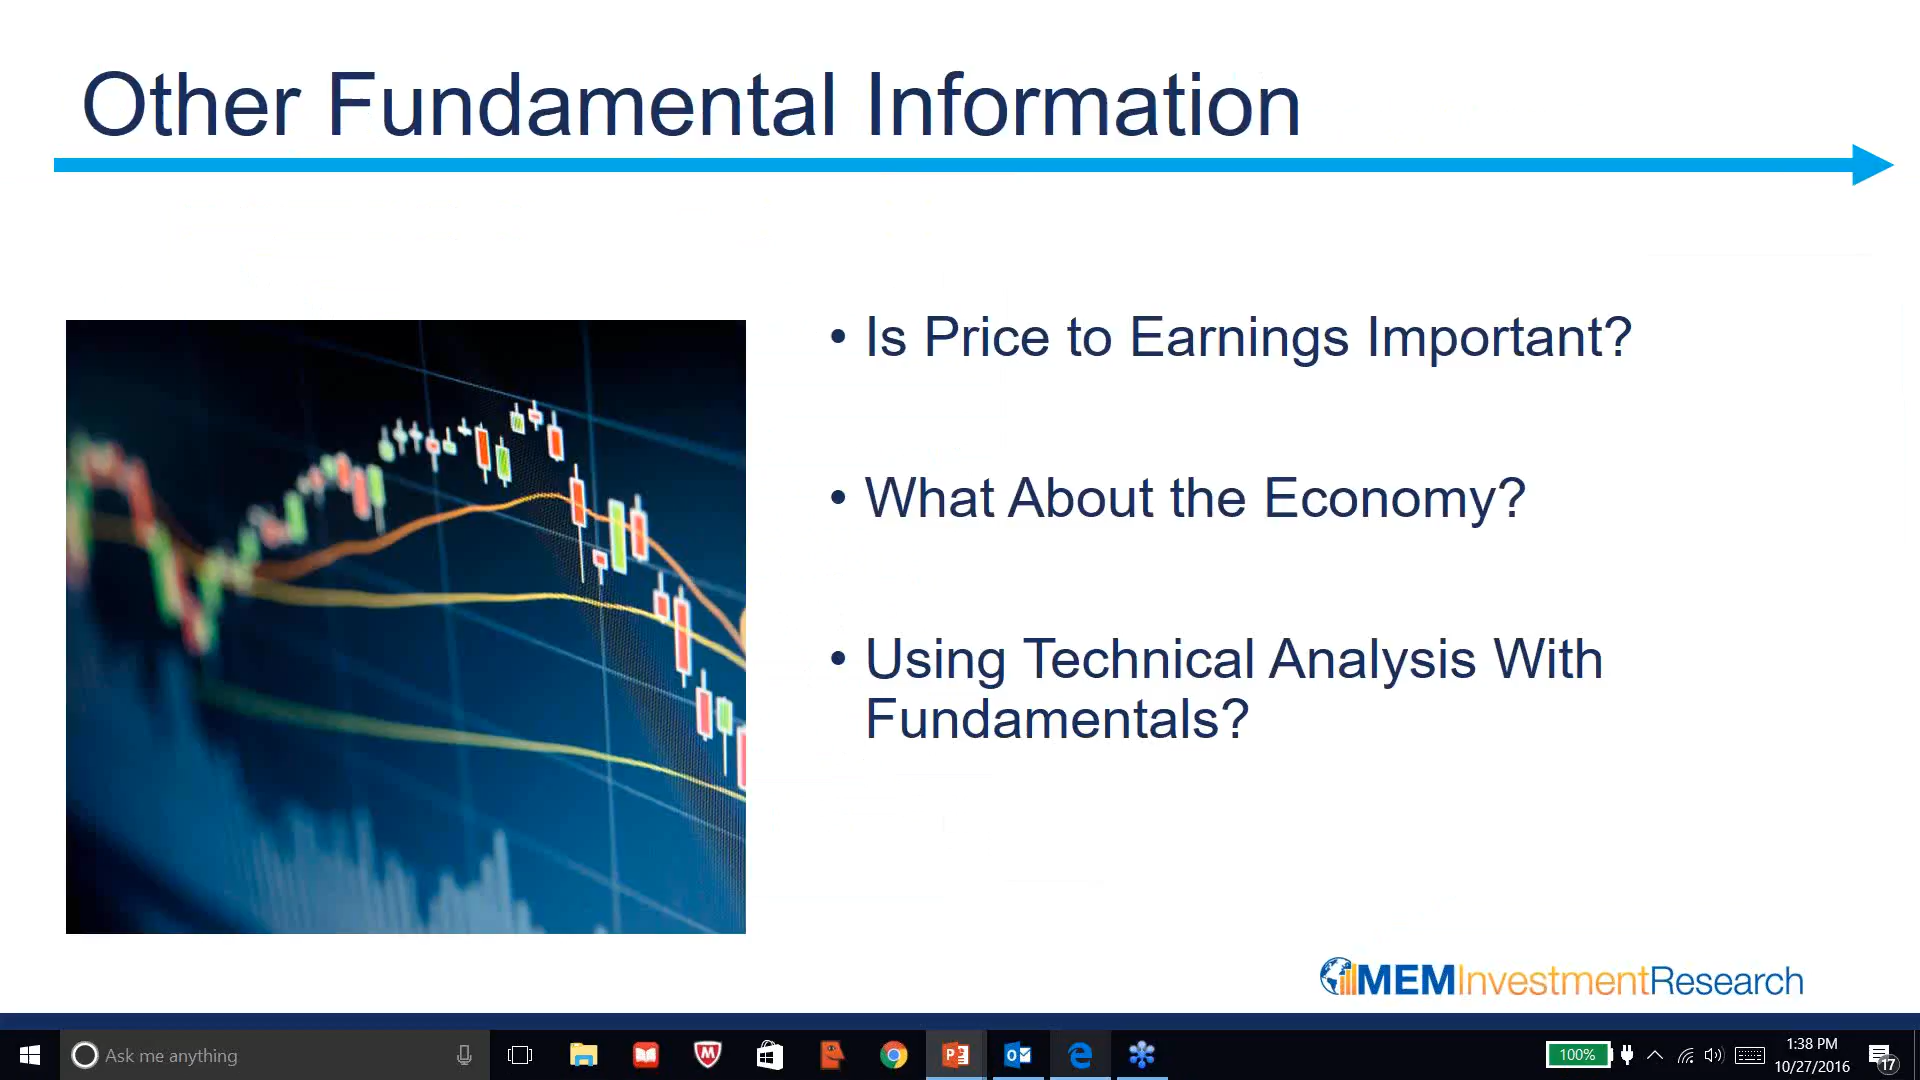 Other Fundamental Information
• Is Price to Earnings Important?
• What About the Economy?
• Using Technical Analysis With
Fundamentals?
MEMInvestmentResearch
Ask me anything
100%
1:38 PM
10/27/2016
17